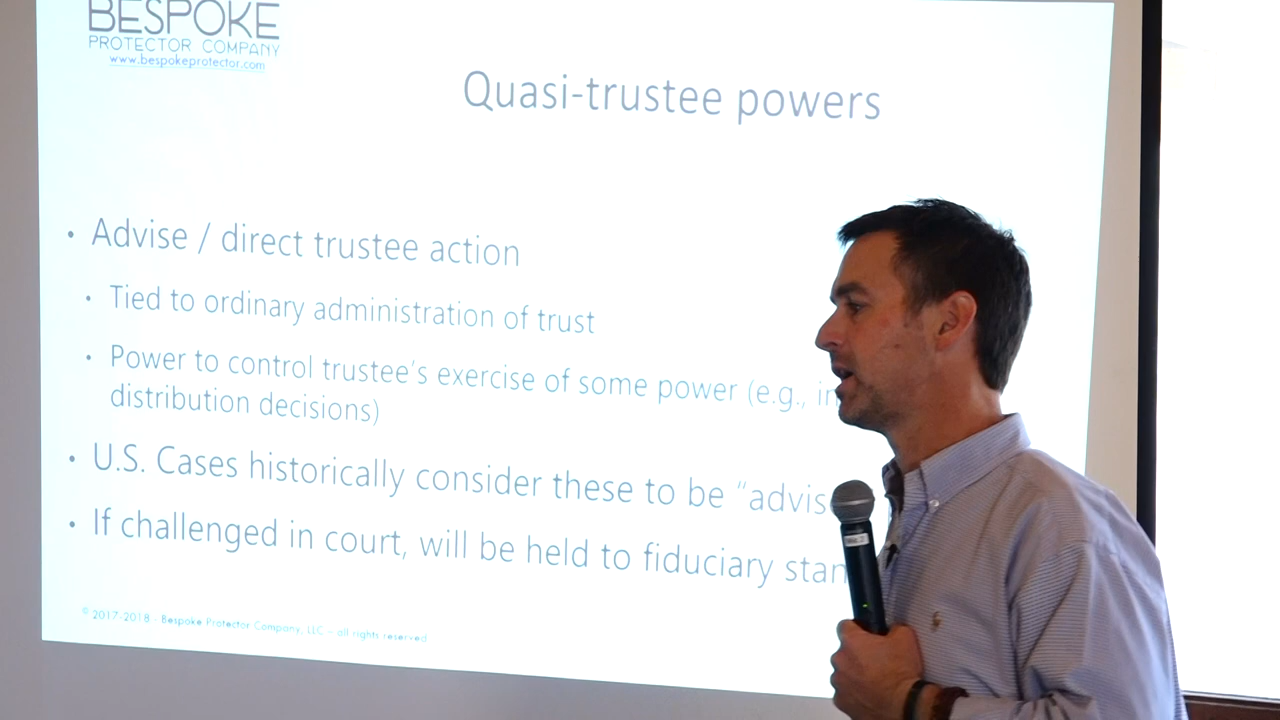 BESPOKE
PROTECTOR COMPANY
www.bespokeprotector.com
Quasi-trustee powers
• Advise / direct trustee action
• Tied to ordinary administration of trust
• Power to control trustee's exercise of some power (e.g.,
distribution decisions)
• U.S. Cases historically consider these to be
• If challenged in court, will be held to fiduciary
© 2017-2018 - Bespoke Protector Company, LLC – all rights reserved